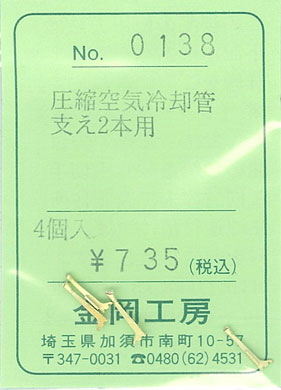 No. 0138
圧縮空気冷却管
支え2本用
4個入
¥735(税込)
金岡工房
埼玉県加須市南町10-57
〒347-0031 ☎0480(62)4531